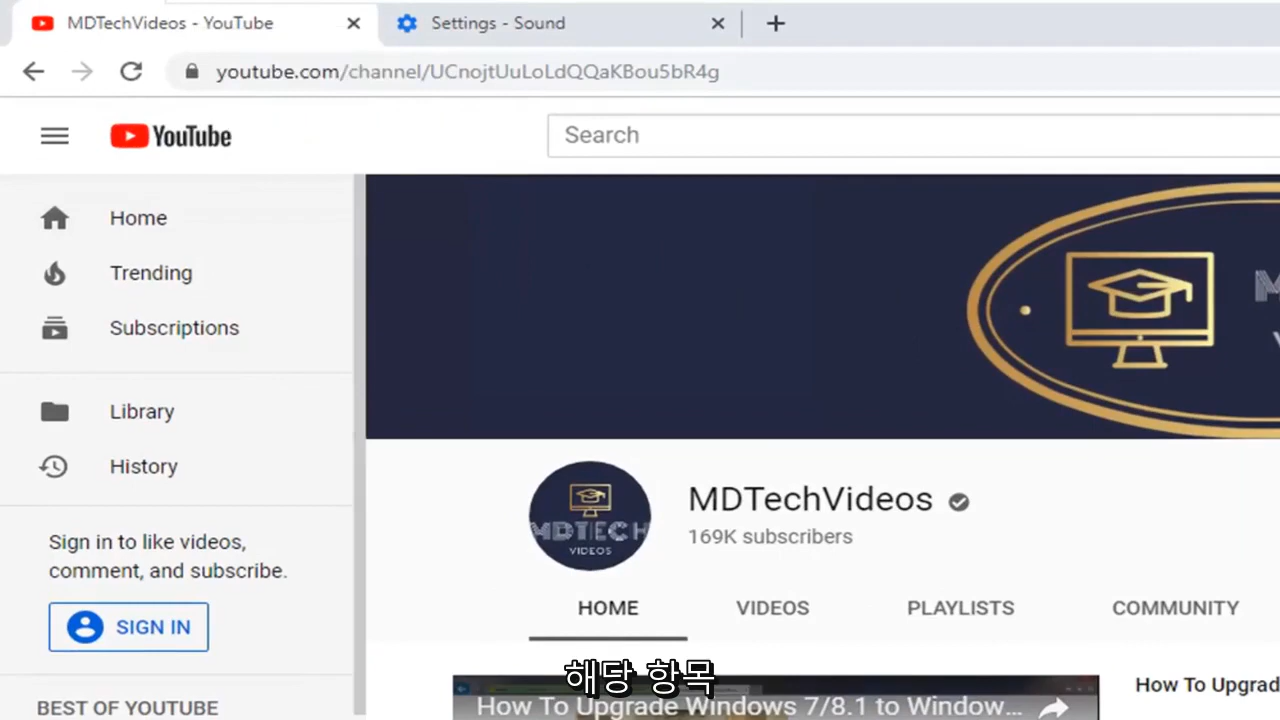 MDTechVideos - YouTube
Settings - Sound
youtube.com/channel/UCnojtUuLoLdQQaKBou5bR4g
YouTube
Search
Home
Trending
Subscriptions
Library
History
Sign in to like videos,
comment, and subscribe.
SIGN IN
BEST OF YOUTUBE
MDTECH
VIDEOS
MDTechVideos
169K subscribers
HOME VIDEOS PLAYLISTS COMMUNITY
How To Upgrade Windows 7/8.1 to Window...
How To Upgrad
해당 항목